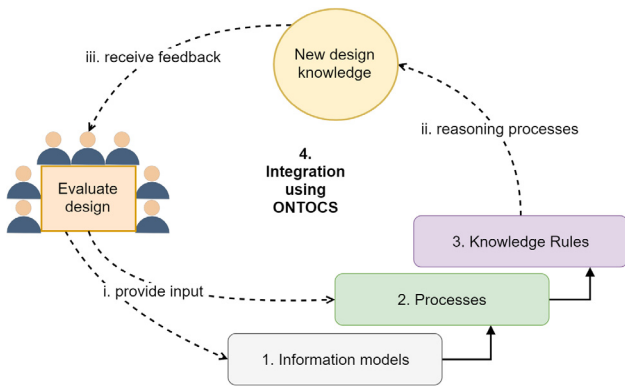 iii. receive feedback
New design
knowledge
ii. reasoning processes
4.
Integration
using
ONTOCS
Evaluate
design
3. Knowledge Rules
i. provide input
2. Processes
1. Information models